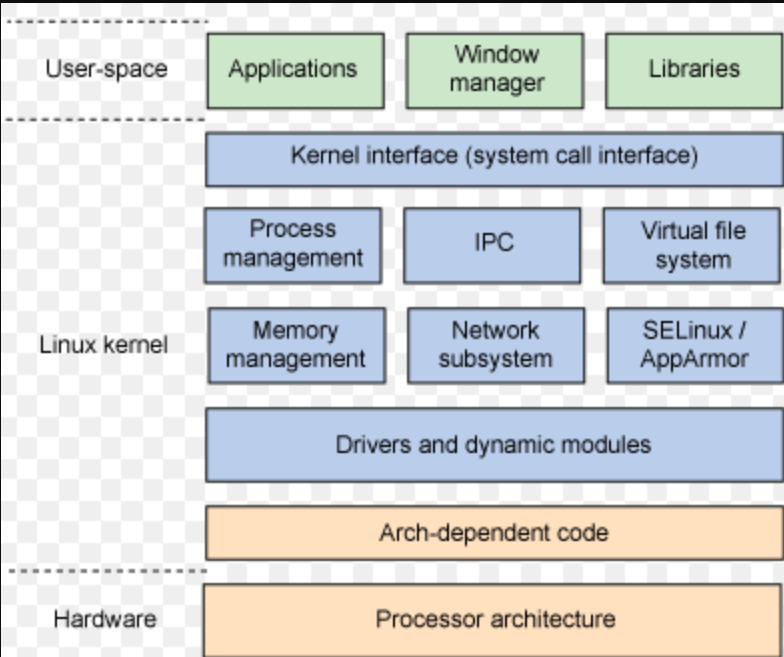 User-space
Applications
Window
manager
Libraries
Kernel interface (system call interface)
Process
management
IPC
Virtual file
system
Linux kernel
Memory
management
Network
subsystem
SELinux /
AppArmor
Drivers and dynamic modules
Arch-dependent code
Hardware
Processor architecture